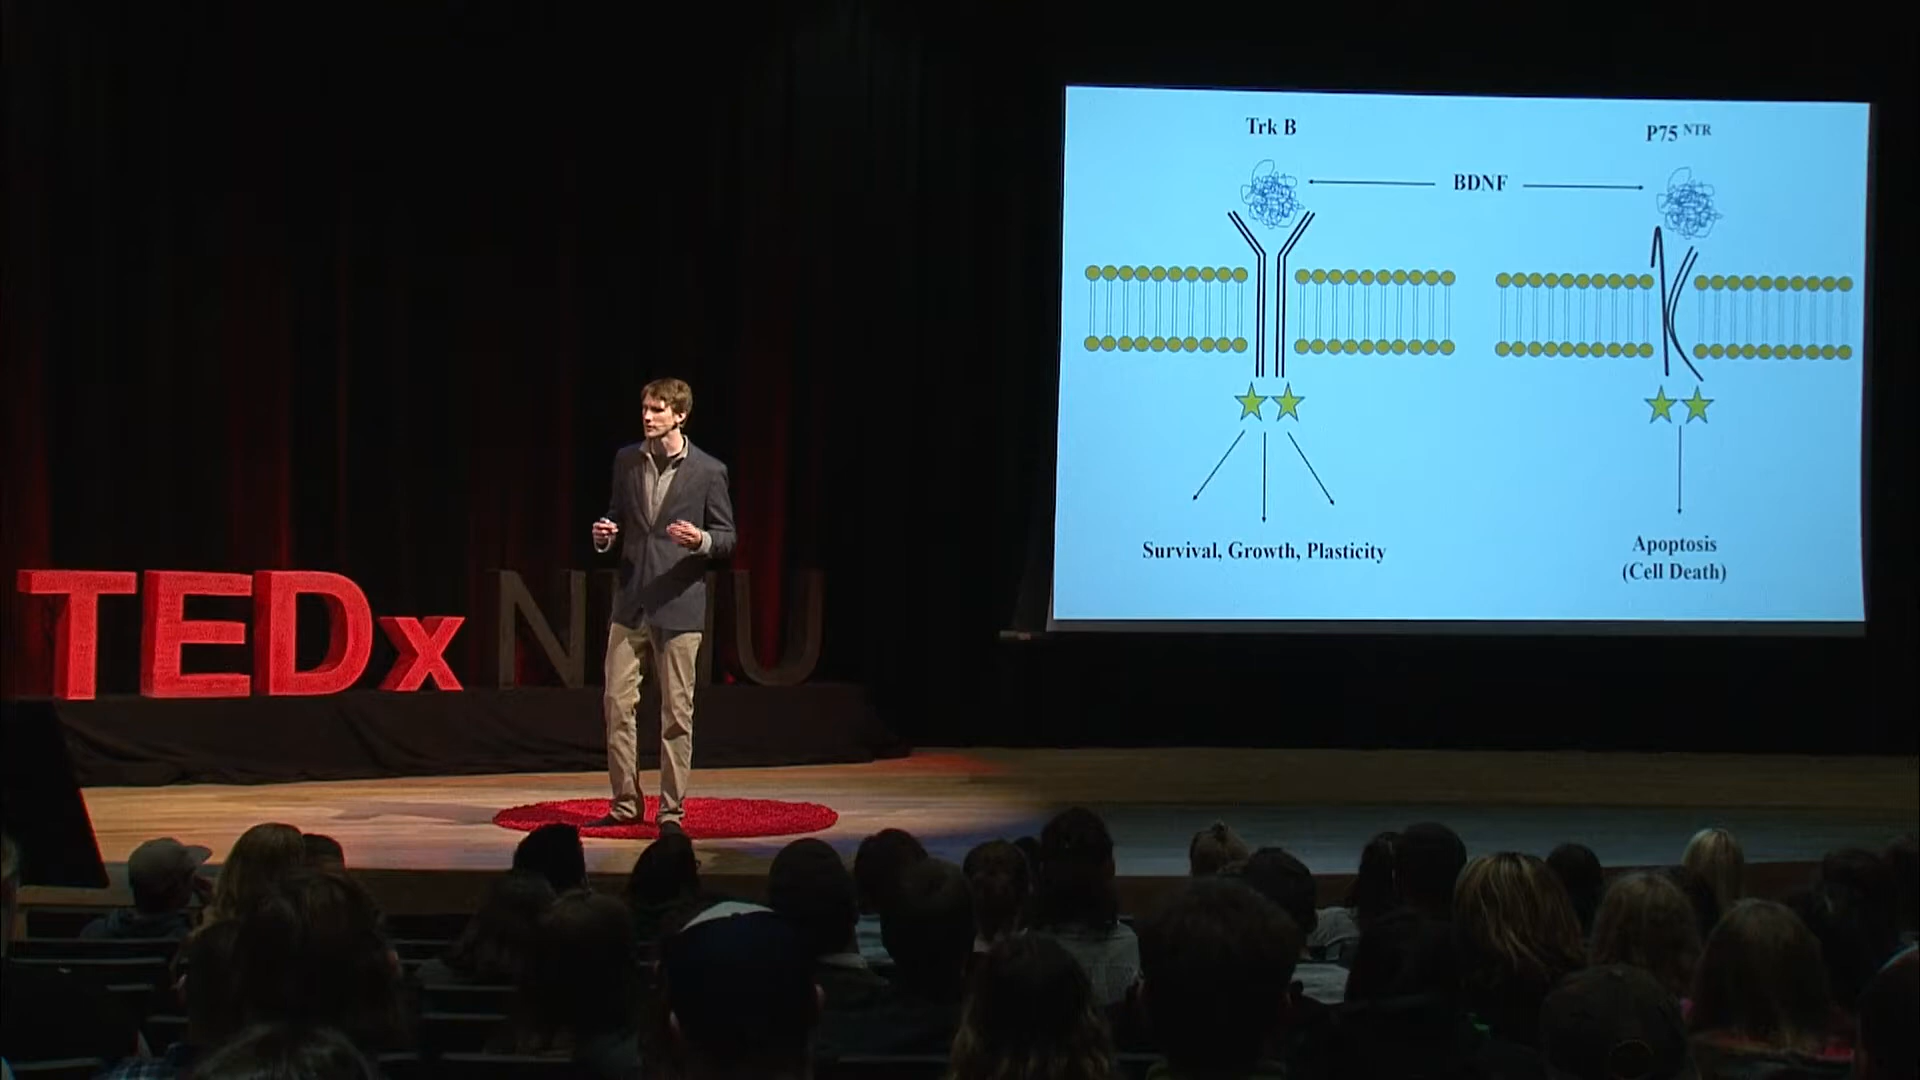 Trk B
P75 NTR
BDNF
Survival, Growth, Plasticity
Apoptosis
(Cell Death)
TEDx